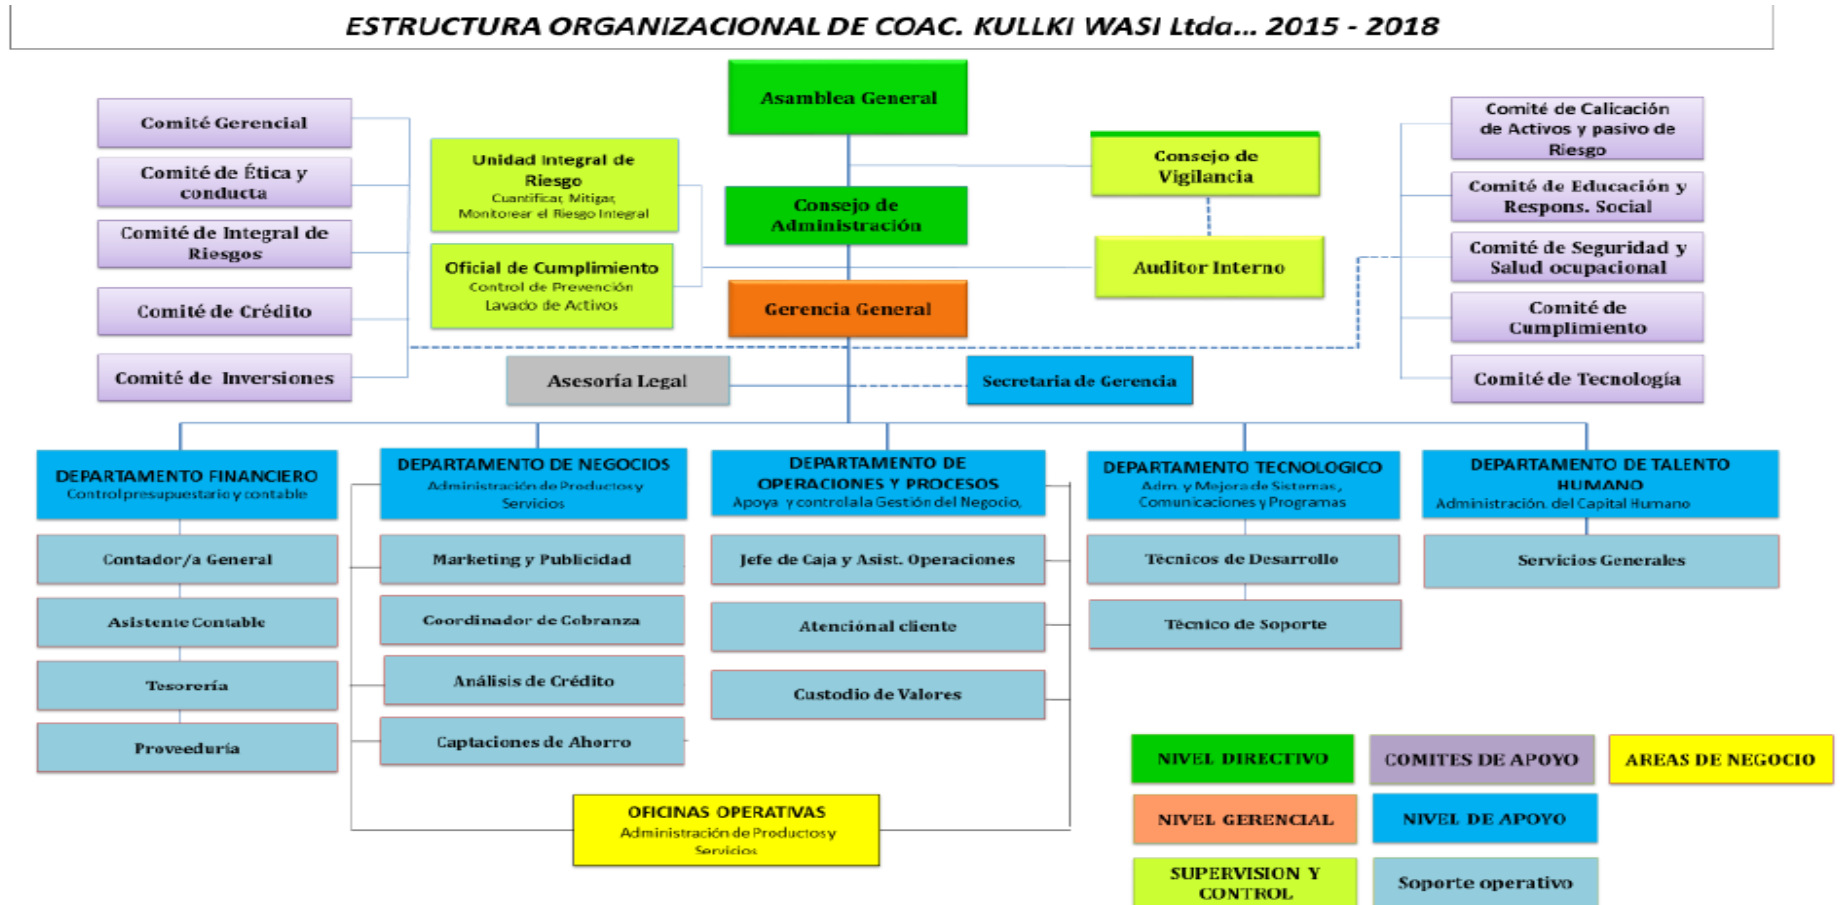 ESTRUCTURA ORGANIZACIONAL DE COAC. KULLKI WASI Ltda... 2015 - 2018
Asamblea General
Comité Gerencial
Comité de Ética y
conducta
Comité de Integral de
Riesgos
Comité de Crédito
Comité de Inversiones
Unidad Integral de
Riesgo
Cuantificar, Mitigar,
Monitorear el Riesgo Integral
Oficial de Cumplimiento
Control de Prevención
Lavado de Activos
Consejo de
Administración
Gerencia General
Consejo de
Vigilancia
Auditor Interno
Comité de Calicación
de Activos y pasivo de
Riesgo
Comité de Educación y
Respons. Social
Comité de Seguridad y
Salud ocupacional
Comité de
Cumplimiento
Comité de Tecnología
Asesoría Legal
Secretaria de Gerencia
DEPARTAMENTO FINANCIERO
Control presupuestario y contable
Contador/a General
Asistente Contable
Tesorería
Proveeduría
DEPARTAMENTO DE NEGOCIOS
Administración de Productos y
Servicios
Marketing y Publicidad
Coordinador de Cobranza
Análisis de Crédito
Captaciones de Ahorro
DEPARTAMENTO DE
OPERACIONES Y PROCESOS
Apoya y controla la Gestión del Negocio,
Jefe de Caja y Asist. Operaciones
Atenciónal cliente
Custodio de Valores
DEPARTAMENTO TECNOLOGICO
Adm. y Mejora de Sistemas,
Comunicaciones y Programas
Técnicos de Desarrollo
Técnico de Soporte
DEPARTAMENTO DE TALENTO
HUMANO
Administración. del Capital Humano
Servicios Generales
OFICINAS OPERATIVAS
Administración de Productos y
Servicios
NIVEL DIRECTIVO
COMITES DE APOYO
AREAS DE NEGOCIO
NIVEL GERENCIAL
NIVEL DE APOYO
SUPERVISION Y
CONTROL
Soporte operativo